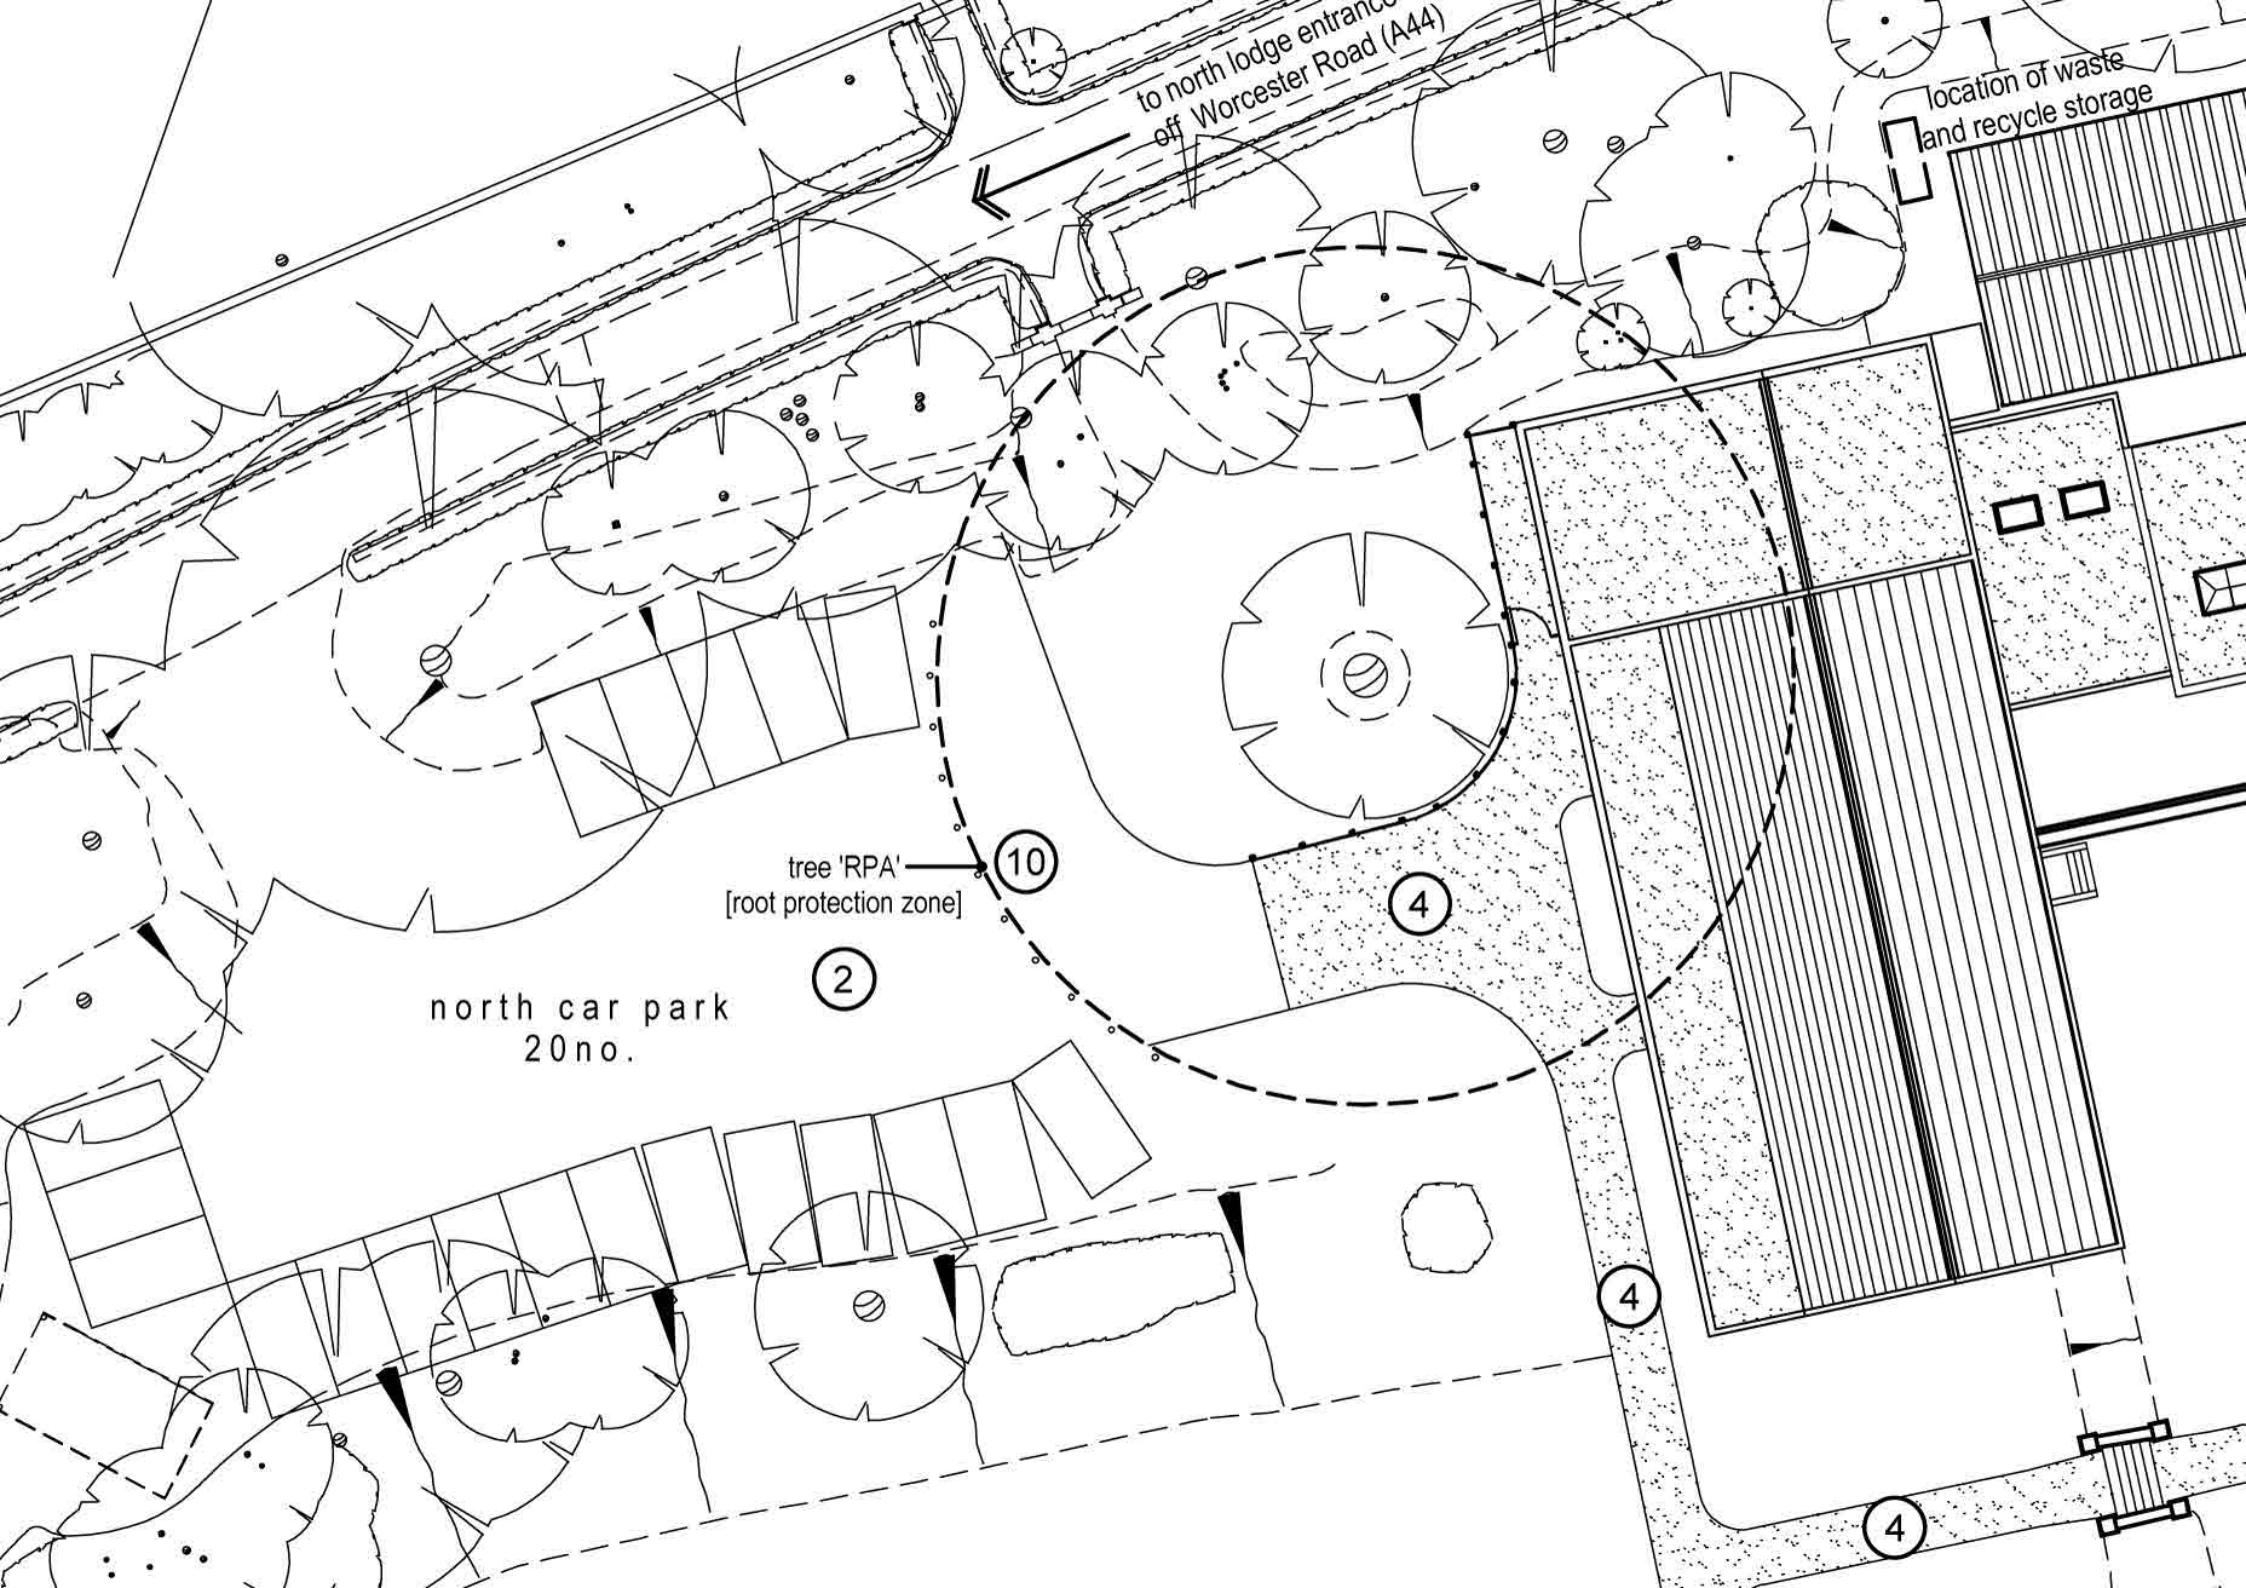 to north lodge entrance
off Worcester Road (A44)
location of waste
and recycle storage
tree 'RPA'
[root protection zone]
10
4
2
north car park
20no.
4
4